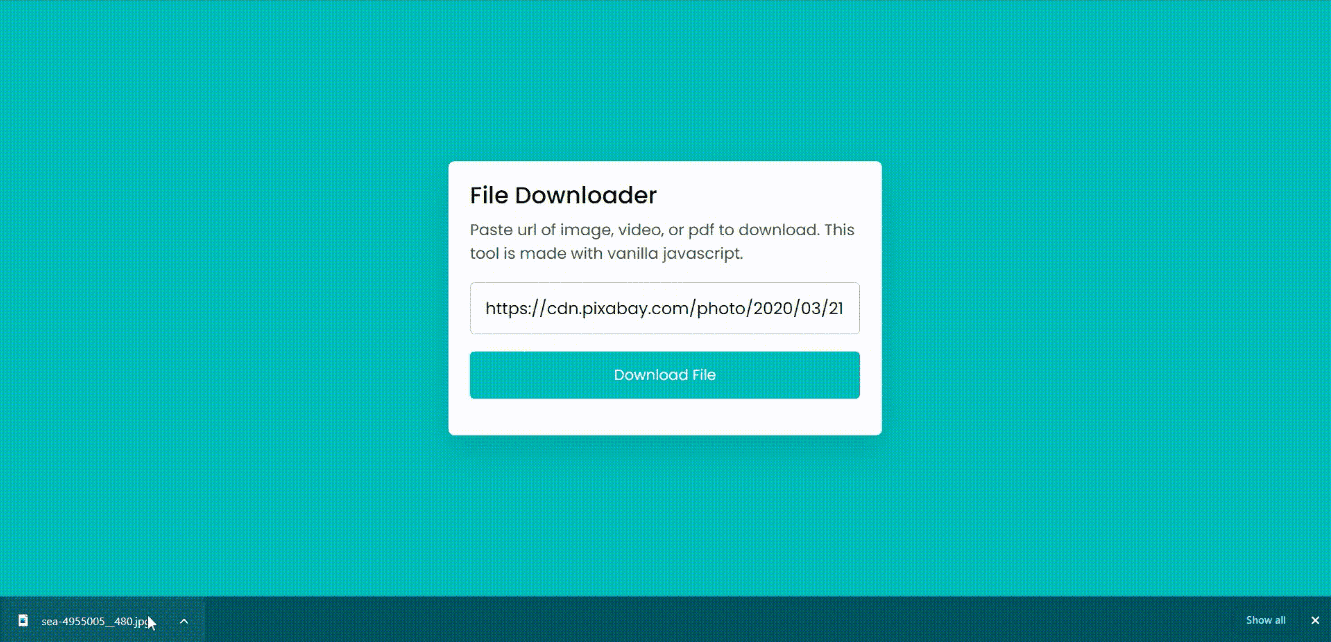 File Downloader
Paste url of image, video, or pdf to download. This
tool is made with vanilla javascript.
https://cdn.pixabay.com/photo/2020/03/21
Download File
sea-4955005__480.jpg
Show all